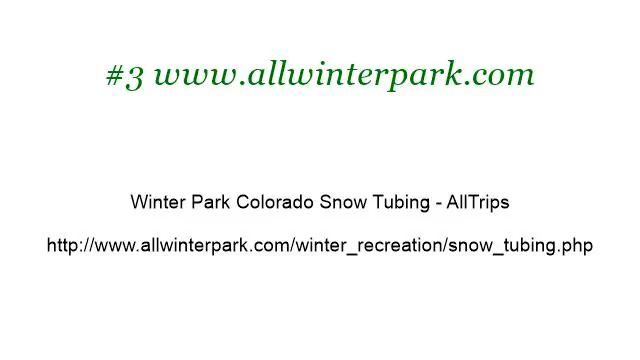 #3 www.allwinterpark.com
Winter Park Colorado Snow Tubing - AllTrips
http://www.allwinterpark.com/winter_recreation/snow_tubing.php